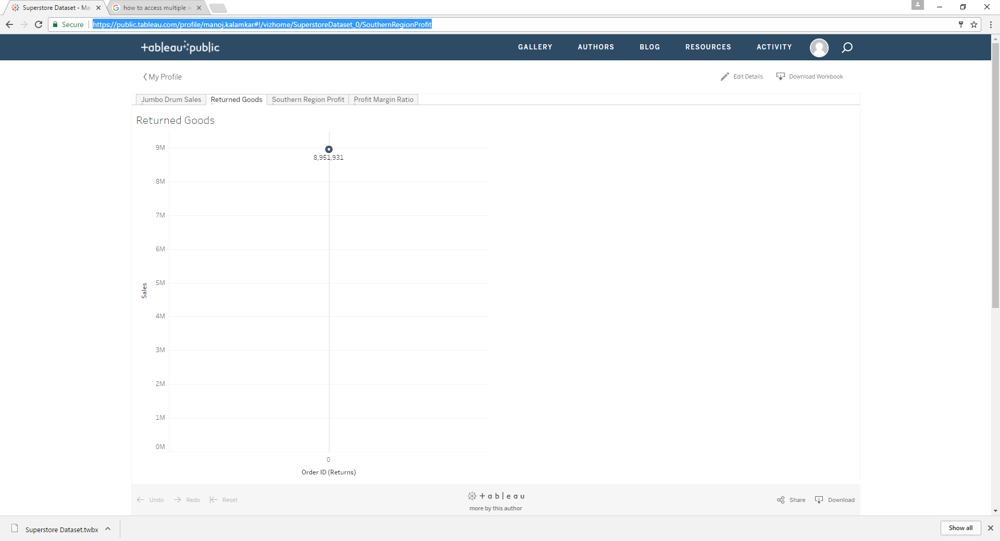 Superstore Dataset - Ma
how to access multiple w
Secure
https://public.tableau.com/profile/manoj.kalamkar#!/vizhome/SuperstoreDataset_0/SouthernRegionProfit
+ableau public
GALLERY AUTHORS BLOG RESOURCES ACTIVITY
My Profile
Edit Details Download Workbook
Jumbo Drum Sales Returned Goods Southern Region Profit Profit Margin Ratio
Returned Goods
9M
8,951,931
8M
7M
6M
5M
Sales
4M
3M
2M
1M
0M
0
Order ID (Returns)
Undo Redo Reset
+ableau
more by this author
Share Download
Superstore Dataset.twbx
Show all